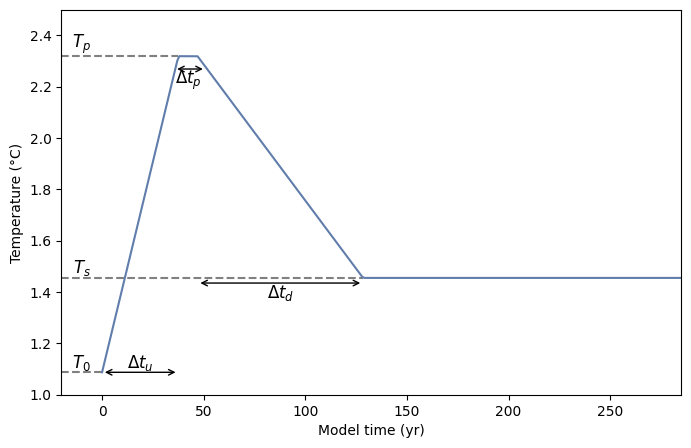 2.4
T_p
Δt_p
2.2
2.0
1.8
Temperature (°C)
1.6
T_s
1.4
Δt_d
1.2
T_0
Δt_u
1.0
0 50 100 150 200 250
Model time (yr)